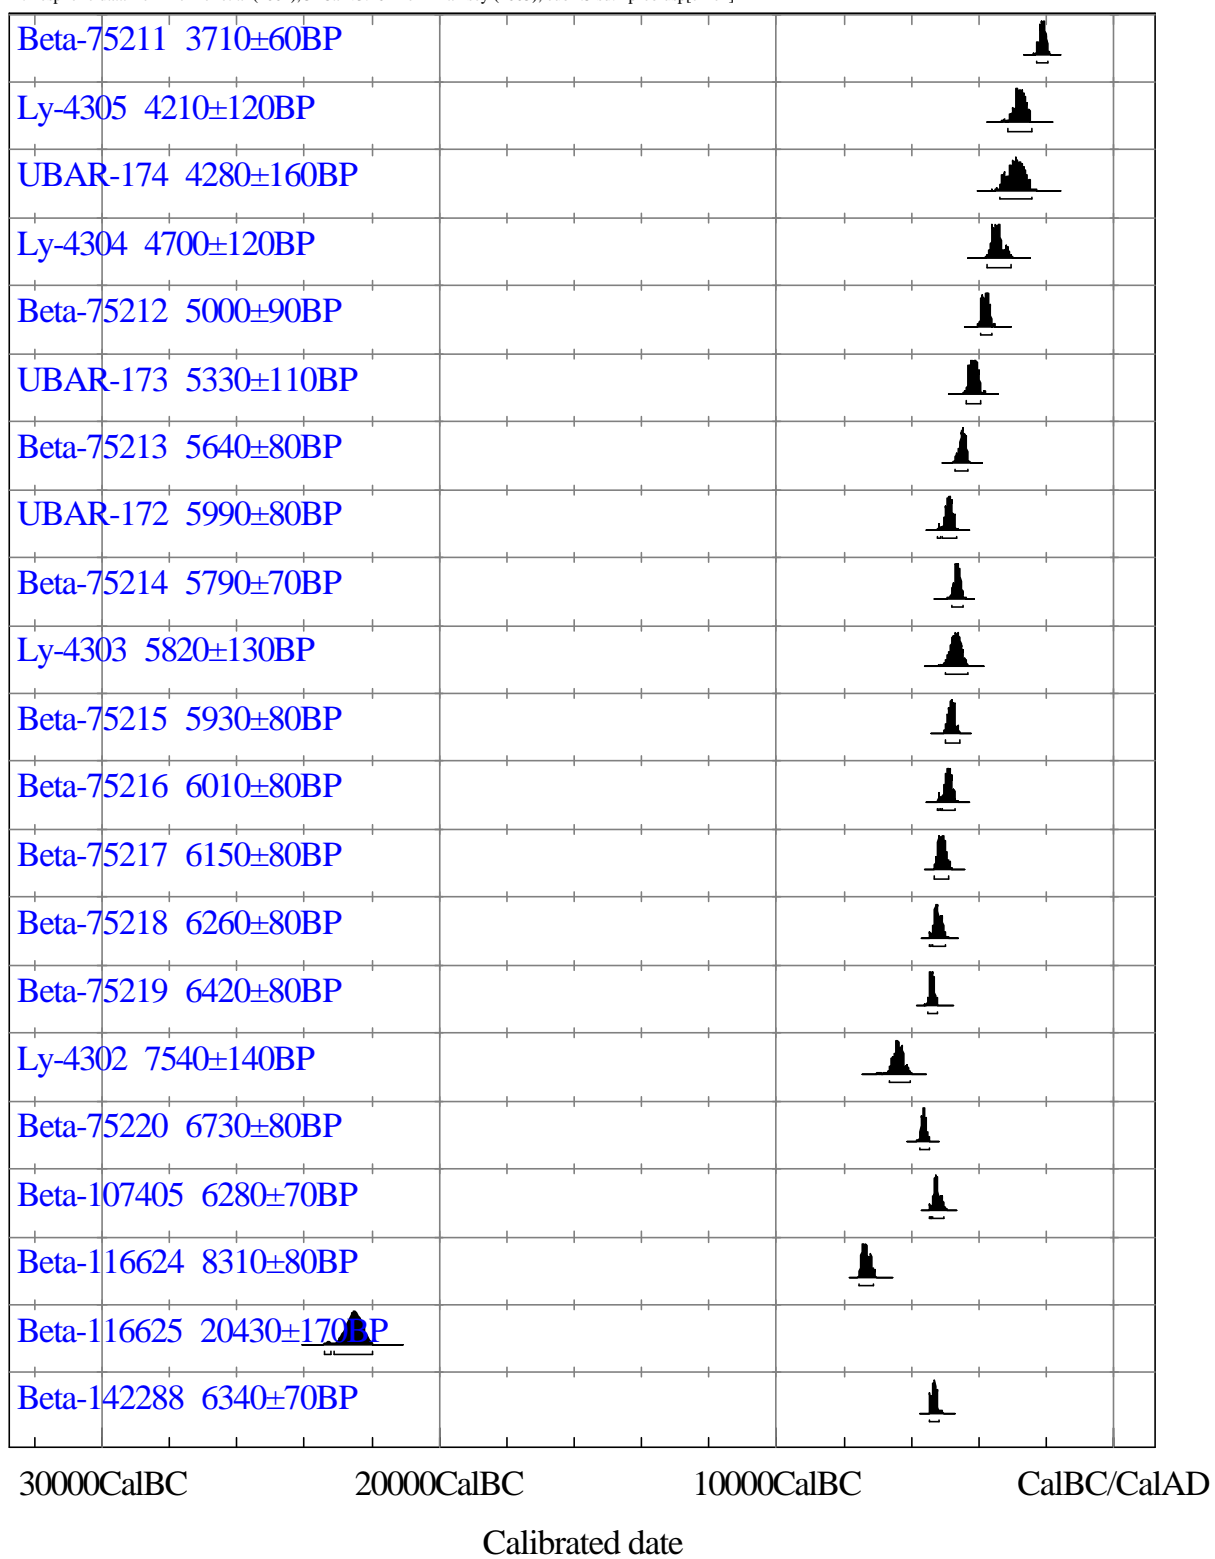 Beta-75211 3710±60BP
Ly-4305 4210±120BP
UBAR-174 4280±160BP
Ly-4304 4700±120BP
Beta-75212 5000±90BP
UBAR-173 5330±110BP
Beta-75213 5640±80BP
UBAR-172 5990±80BP
Beta-75214 5790±70BP
Ly-4303 5820±130BP
Beta-75215 5930±80BP
Beta-75216 6010±80BP
Beta-75217 6150±80BP
Beta-75218 6260±80BP
Beta-75219 6420±80BP
Ly-4302 7540±140BP
Beta-75220 6730±80BP
Beta-107405 6280±70BP
Beta-116624 8310±80BP
Beta-116625 20430±170BP
Beta-142288 6340±70BP
30000CalBC 20000CalBC 10000CalBC CalBC/CalAD
Calibrated date